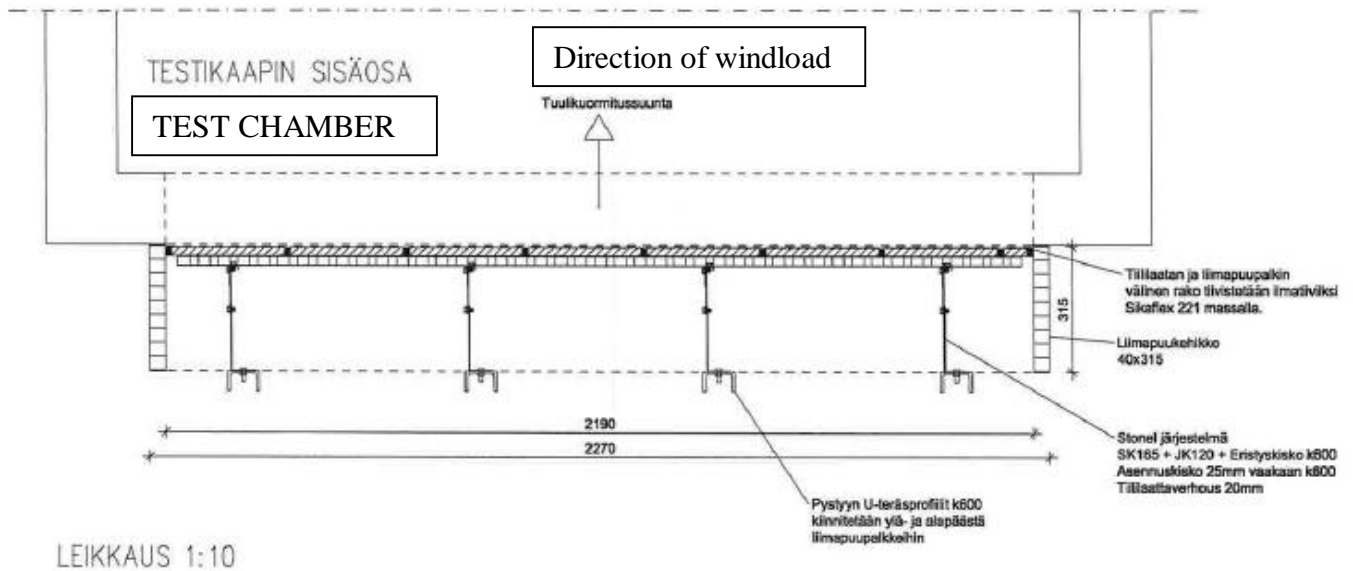 TESTIKAAPIN SISÄOSA
TEST CHAMBER
Direction of windload
Tuulikuormitussuunta
Tiililaatan ja liimapuupalkin
välinen rako tiivistetään ilmatiiviksi
Sikaflex 221 massalla.
315
Liimapuukehikko
40x315
2190
2270
Stonel järjestelmä
SK165 + JK120 + Eristyskisko k600
Asennuskisko 25mm vaakaan k600
Tiililaattaverhous 20mm
Pystyyn U-teräsprofiilit k600
kiinnitetään ylä- ja alapäästä
liimapuupalkkeihin
LEIKKAUS 1:10